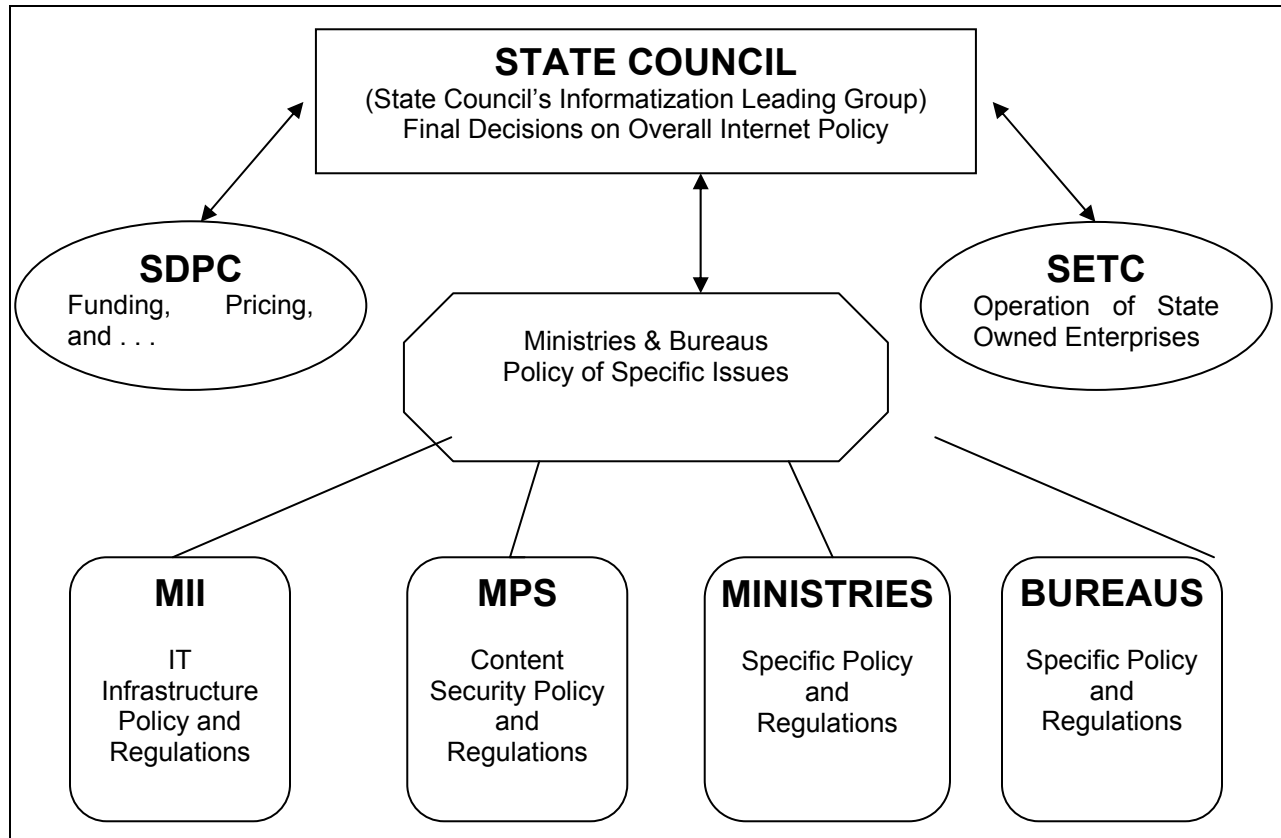 STATE COUNCIL
(State Council’s Informatization Leading Group)
Final Decisions on Overall Internet Policy
SDPC
Funding, Pricing,
and . . .
SETC
Operation of State
Owned Enterprises
Ministries & Bureaus
Policy of Specific Issues
MII
IT
Infrastructure
Policy and
Regulations
MPS
Content
Security Policy
and
Regulations
MINISTRIES
Specific Policy
and
Regulations
BUREAUS
Specific Policy
and
Regulations